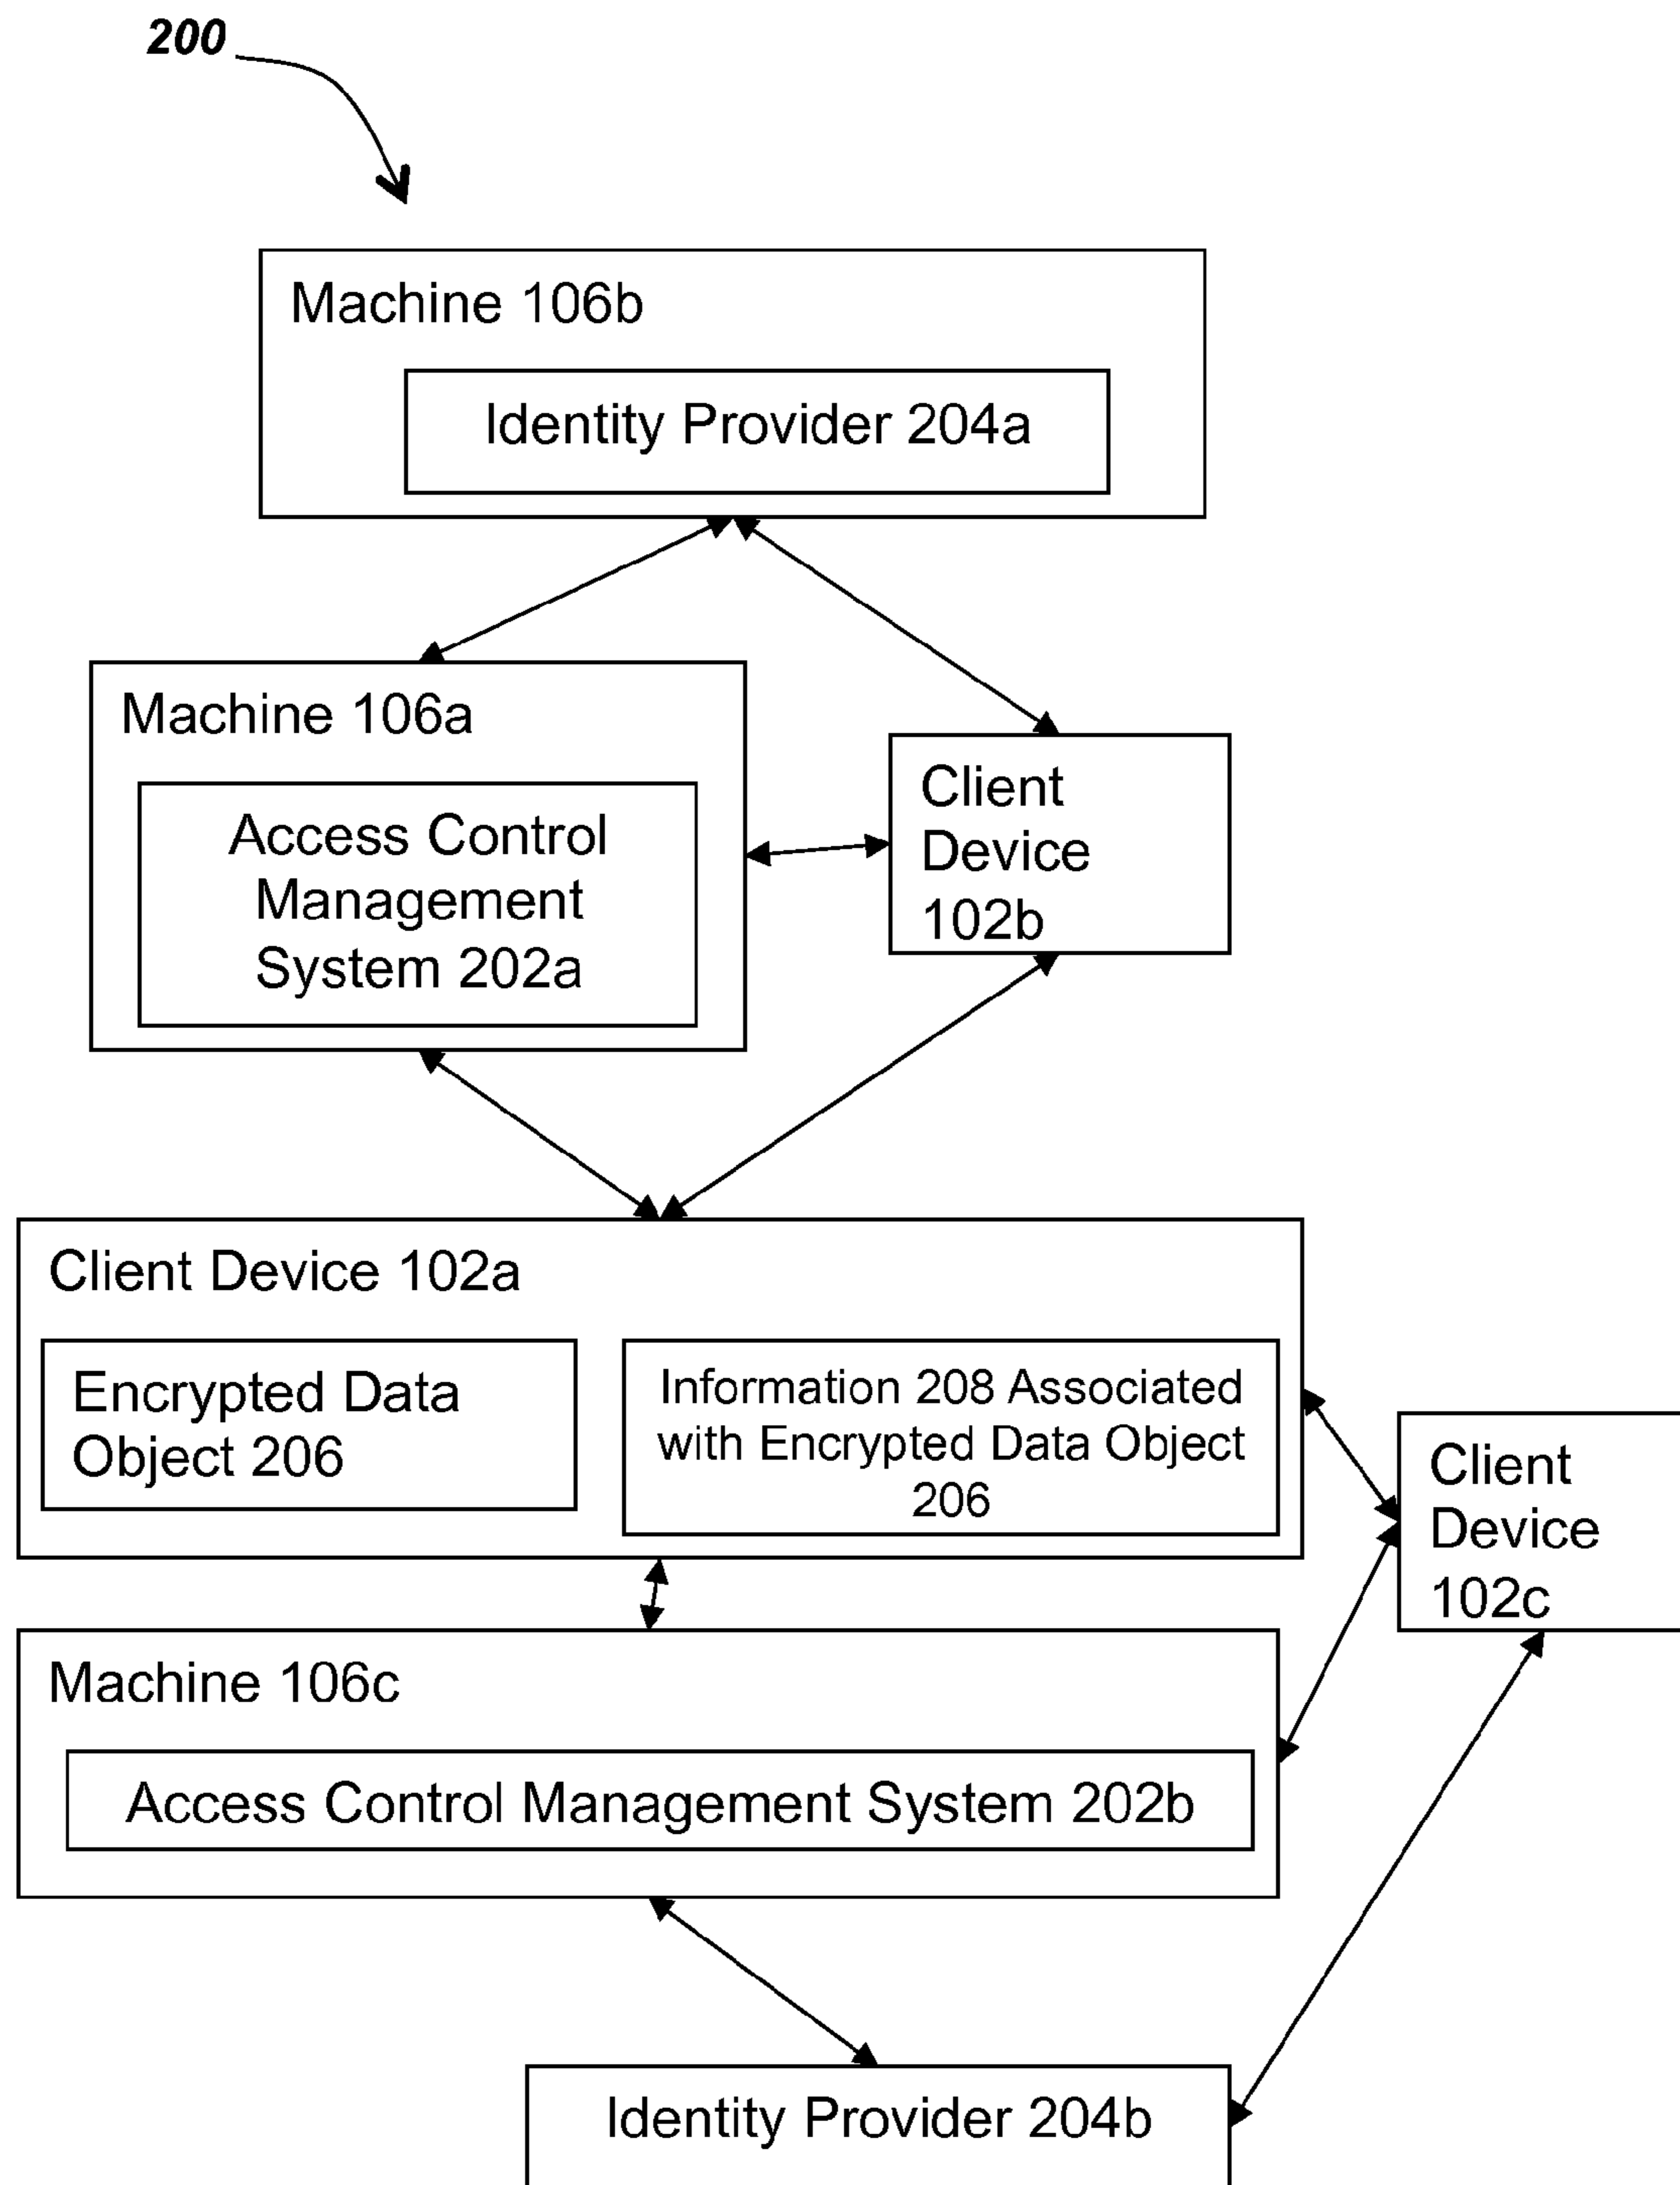 200
Machine 106b
Identity Provider 204a
Machine 106a
Access Control
Management
System 202a
Client
Device
102b
Client Device 102a
Encrypted Data
Object 206
Information 208 Associated
with Encrypted Data Object
206
Client
Device
102c
Machine 106c
Access Control Management System 202b
Identity Provider 204b